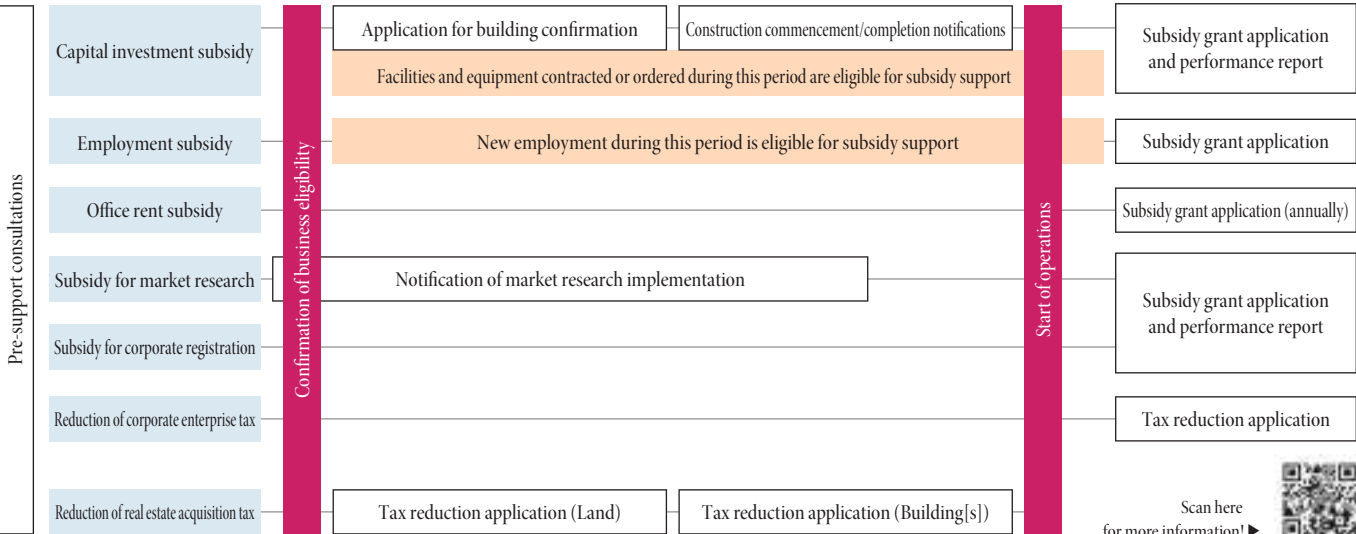 Pre-support consultations
Capital investment subsidy
Employment subsidy
Office rent subsidy
Subsidy for market research
Subsidy for corporate registration
Reduction of corporate enterprise tax
Reduction of real estate acquisition tax
Confirmation of business eligibility
Application for building confirmation
Construction commencement/completion notifications
Facilities and equipment contracted or ordered during this period are eligible for subsidy support
New employment during this period is eligible for subsidy support
Notification of market research implementation
Tax reduction application (Land)
Tax reduction application (Building[s])
Start of operations
Subsidy grant application
and performance report
Subsidy grant application
Subsidy grant application (annually)
Subsidy grant application
and performance report
Tax reduction application
Scan here
for more information! ▶